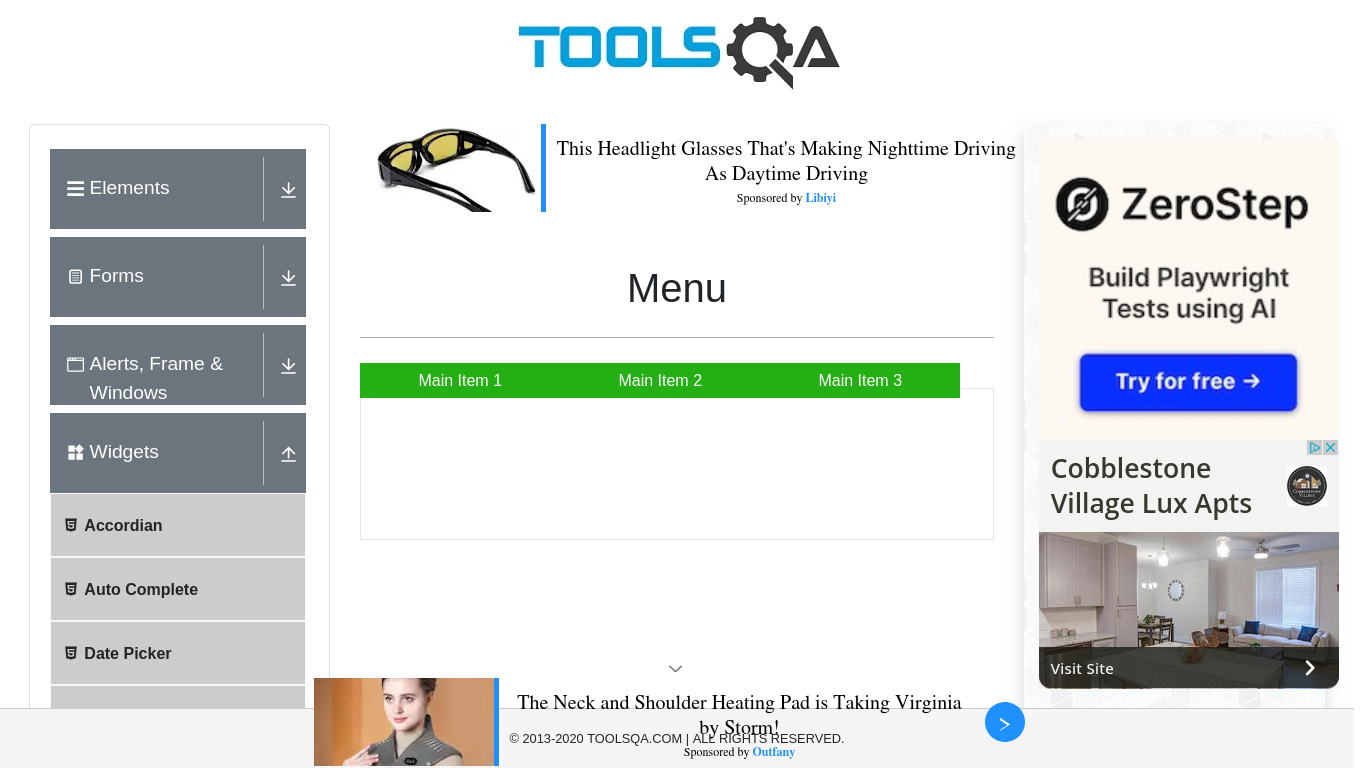 TOOLSQA
Elements
Forms
Alerts, Frame &
Windows
Widgets
Accordian
Auto Complete
Date Picker
This Headlight Glasses That's Making Nighttime Driving
As Daytime Driving
Sponsored by Libiyi
Menu
Main Item 1
Main Item 2
Main Item 3
ZeroStep
Build Playwright
Tests using AI
Try for free →
Cobblestone
Village Lux Apts
Visit Site
The Neck and Shoulder Heating Pad is Taking Virginia
by Storm!
© 2013-2020 TOOLSQA.COM | ALL RIGHTS RESERVED.
Sponsored by Outfany